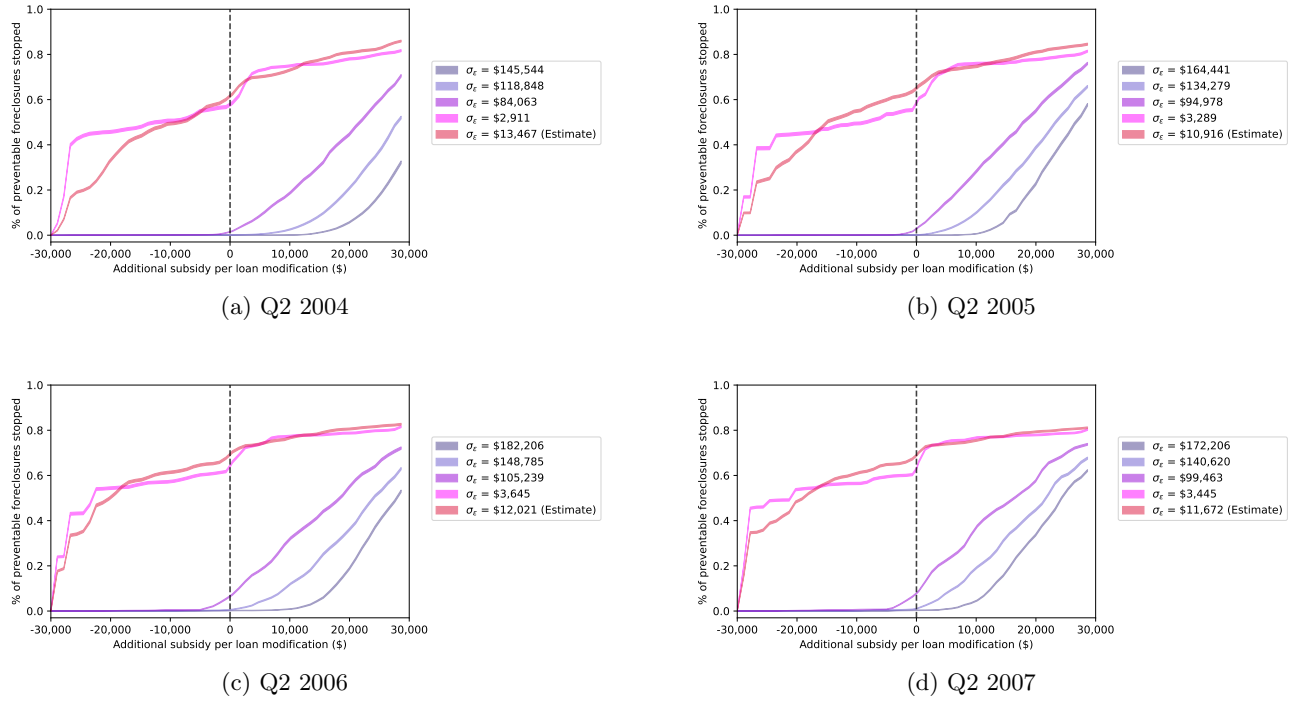 % of preventable foreclosures stopped
1.0
0.8
0.6
0.4
0.2
0.0
-30,000 -20,000 -10,000 0 10,000 20,000 30,000
Additional subsidy per loan modification ($)
σε = $145,544
σε = $118,848
σε = $84,063
σε = $2,911
σε = $13,467 (Estimate)
(a) Q2 2004
% of preventable foreclosures stopped
1.0
0.8
0.6
0.4
0.2
0.0
-30,000 -20,000 -10,000 0 10,000 20,000 30,000
Additional subsidy per loan modification ($)
σε = $164,441
σε = $134,279
σε = $94,978
σε = $3,289
σε = $10,916 (Estimate)
(b) Q2 2005
% of preventable foreclosures stopped
1.0
0.8
0.6
0.4
0.2
0.0
-30,000 -20,000 -10,000 0 10,000 20,000 30,000
Additional subsidy per loan modification ($)
σε = $182,206
σε = $148,785
σε = $105,239
σε = $3,645
σε = $12,021 (Estimate)
(c) Q2 2006
% of preventable foreclosures stopped
1.0
0.8
0.6
0.4
0.2
0.0
-30,000 -20,000 -10,000 0 10,000 20,000 30,000
Additional subsidy per loan modification ($)
σε = $172,206
σε = $140,620
σε = $99,463
σε = $3,445
σε = $11,672 (Estimate)
(d) Q2 2007